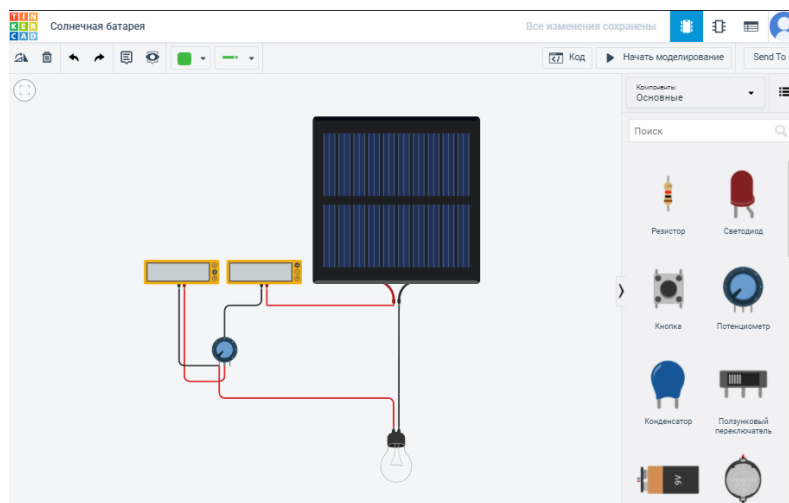 TIN
KER
CAD
Солнечная батарея
Все изменения сохранены
Код
Начать моделирование
Send To
Компоненты
Основные
Поиск
Резистор
Светодиод
Кнопка
Потенциометр
Конденсатор
Ползунковый
переключатель
9V